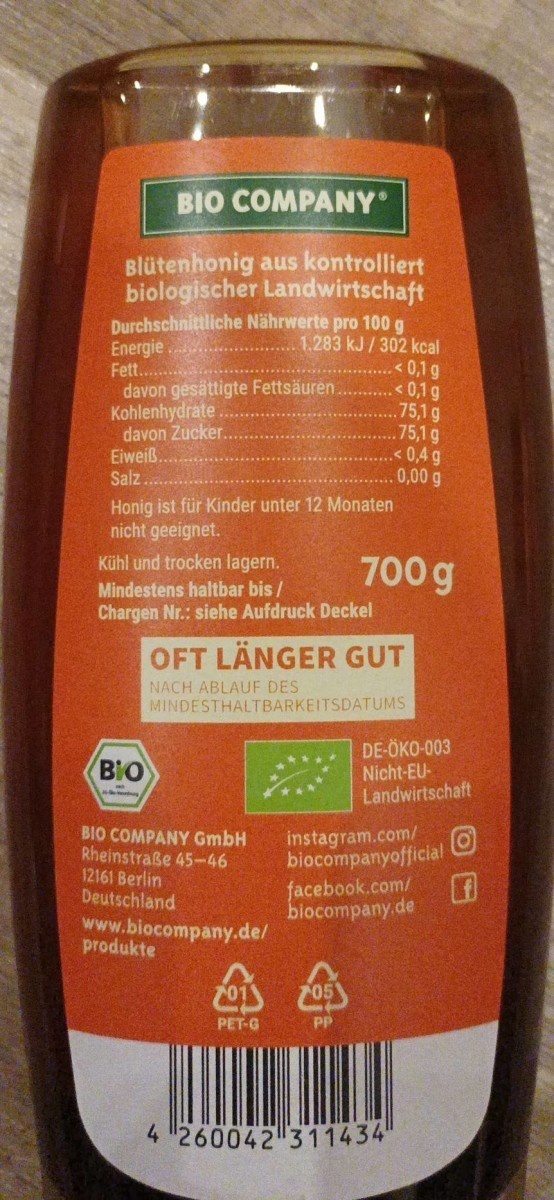 BIO COMPANY®
Blütenhonig aus kontrolliert
biologischer Landwirtschaft
Durchschnittliche Nährwerte pro 100 g
Energie ........................ 1.283 kJ / 302 kcal
Fett ........................ < 0,1 g
davon gesättigte Fettsäuren ............ < 0,1 g
Kohlenhydrate ........................ 75,1 g
davon Zucker ........................ 75,1 g
Eiweiß ........................ < 0,4 g
Salz ........................ 0,00 g
Honig ist für Kinder unter 12 Monaten
nicht geeignet.
Kühl und trocken lagern.
700 g
Mindestens haltbar bis /
Chargen Nr.: siehe Aufdruck Deckel
OFT LÄNGER GUT
NACH ABLAUF DES
MINDESTHALTBARKEITSDATUMS
BIO
nach
EG-Öko-Verordnung
DE-ÖKO-003
Nicht-EU-
Landwirtschaft
BIO COMPANY GmbH
Rheinstraße 45–46
12161 Berlin
Deutschland
www.biocompany.de/
produkte
instagram.com/
biocompanyofficial
facebook.com/
biocompany.de
01
PET-G
05
PP
4 260042 311434